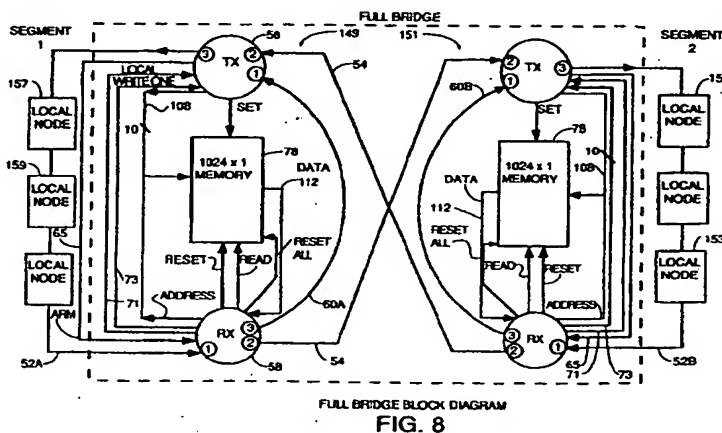 FULL BRIDGE
SEGMENT
1
56
149
151
SEGMENT
2
3
TX
2
1
54
2
1
TX
3
157
LOCAL
WRITE ONE
108
60B
SET
SET
LOCAL
NODE
10
78
78
10
108
LOCAL
NODE
1024 x 1
MEMORY
DATA
112
DATA
112
1024 x 1
MEMORY
159
LOCAL
NODE
LOCAL
NODE
65
RESET
READ
RESET
ALL
RESET
ALL
READ
RESET
153
LOCAL
NODE
73
71
ADDRESS
60A
ADDRESS
LOCAL
NODE
ARM
RX
3
2
1
54
3
2
RX
1
65
71
73
52A
58
52B
FULL BRIDGE BLOCK DIAGRAM
FIG. 8